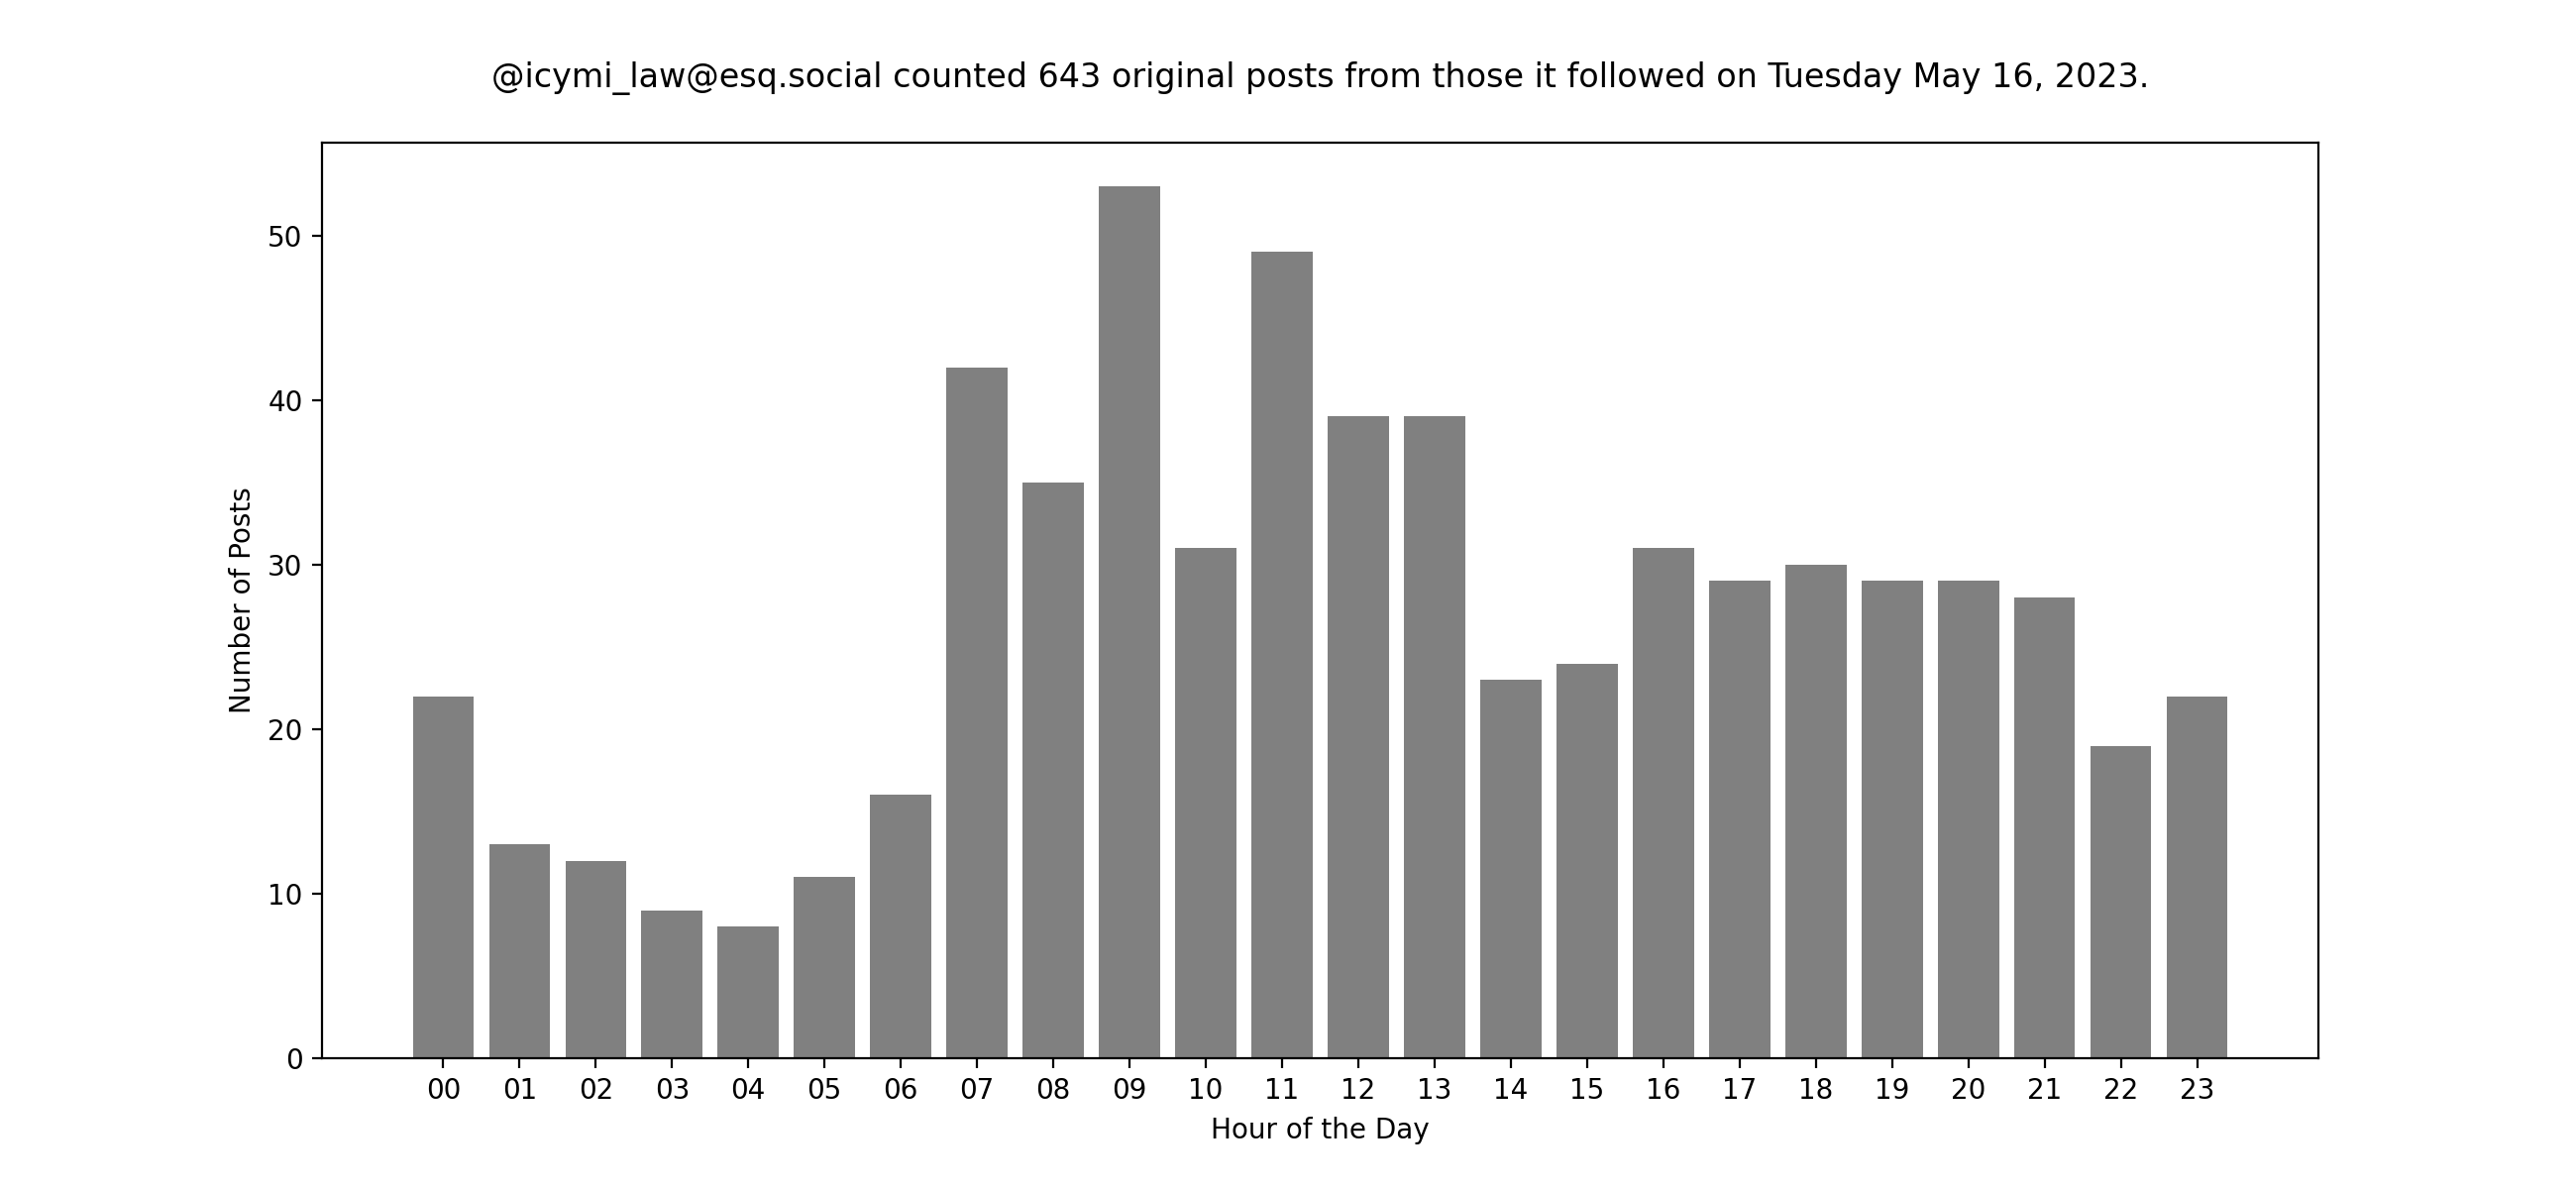 @icymi_law@esq.social counted 643 original posts from those it followed on Tuesday May 16, 2023.
Number of Posts
50
40
30
20
10
0
00 01 02 03 04 05 06 07 08 09 10 11 12 13 14 15 16 17 18 19 20 21 22 23
Hour of the Day